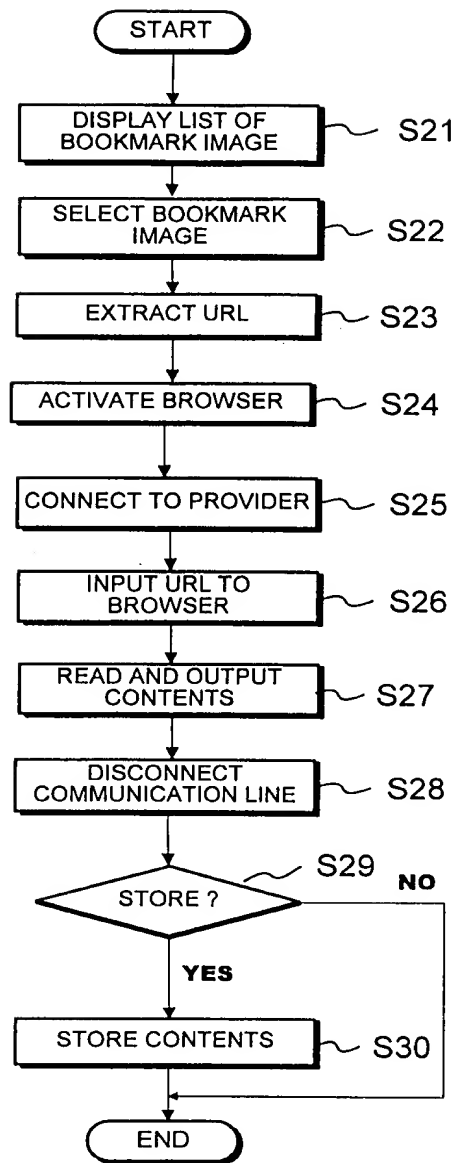 START
DISPLAY LIST OF
BOOKMARK IMAGE
S21
SELECT BOOKMARK
IMAGE
S22
EXTRACT URL
S23
ACTIVATE BROWSER
S24
CONNECT TO PROVIDER
S25
INPUT URL TO
BROWSER
S26
READ AND OUTPUT
CONTENTS
S27
DISCONNECT
COMMUNICATION LINE
S28
STORE ?
S29
NO
YES
STORE CONTENTS
S30
END